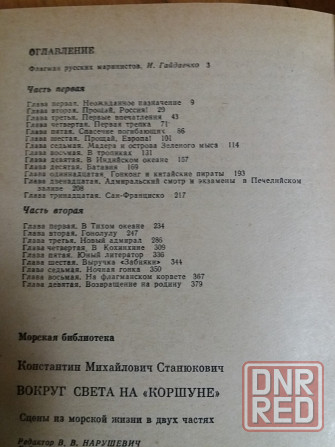 ОГЛАВЛЕНИЕ
Флагман русских маринистов, И. Гайдаенко 3
Часть первая
Глава первая. Неожиданное назначение 9
Глава вторая. Прощай, Россия! 29
Глава третья. Первые впечатления 43
Глава четвертая. Первая трепка 71
Глава пятая. Спасение погибающих 86
Глава шестая. Прощай, Европа! 101
Глава седьмая. Мадера и острова Зеленого мыса 114
Глава восьмая. В тропиках 131
Глава девятая. В Индийском океане 157
Глава десятая. Батавия 169
Глава одиннадцатая. Гонконг и китайские пираты 193
Глава двенадцатая. Адмиральский смотр и экзамены в Печелийском
заливе 208
Глава тринадцатая. Сан-Франциско 217
Часть вторая
Глава первая. В Тихом океане 234
Глава вторая. Гонолулу 247
Глава третья. Новый адмирал 286
Глава четвертая. В Кохинхине 309
Глава пятая. Юный литератор 336
Глава шестая. Выручка «Забияки» 344
Глава седьмая. Ночная гонка 350
Глава восьмая. На флагманском корвете 367
Глава девятая. Возвращение на родину 379
Морская библиотека
Константин Михайлович Станюкович
ВОКРУГ СВЕТА НА «КОРШУНЕ»
Сцены из морской жизни в двух частях
Редактор В. В. НАРУШЕВИЧ
DNR
RED